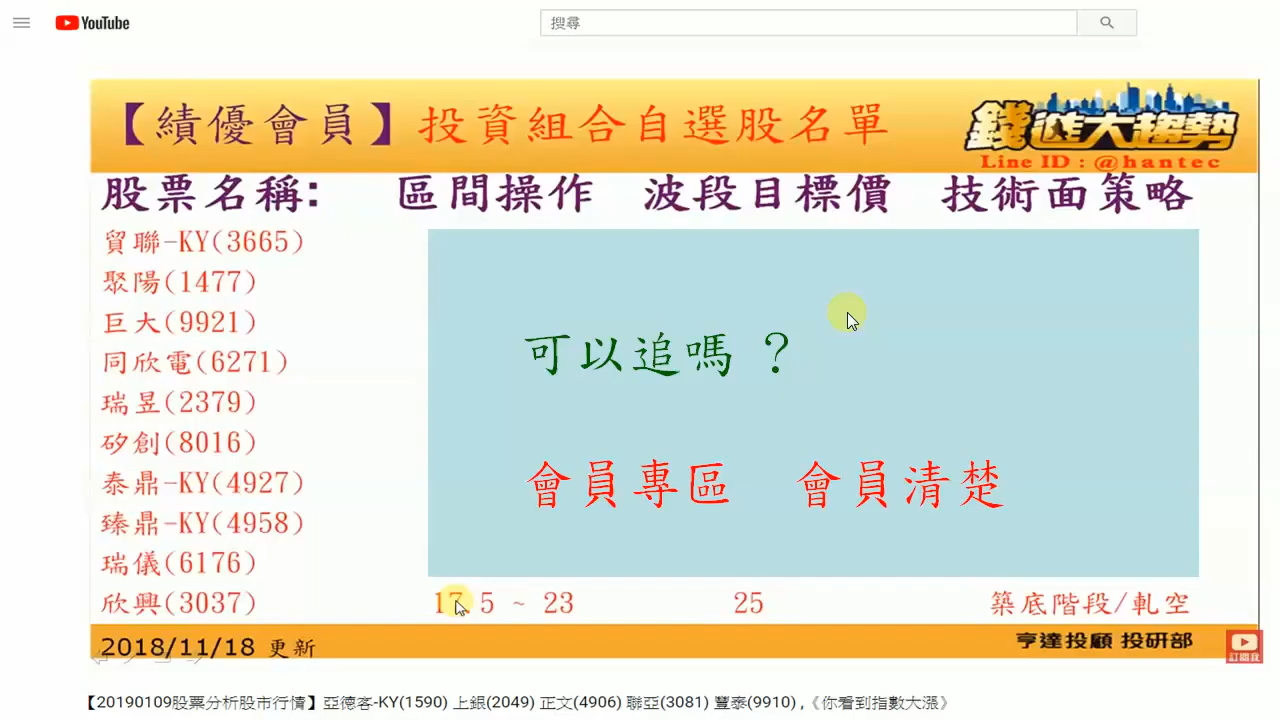 YouTube
搜尋
【績優會員】投資組合自選股名單
錢進大趨勢
Line ID : @hantec
股票名稱: 區間操作 波段目標價 技術面策略
貿聯-KY(3665)
聚陽(1477)
巨大(9921)
同欣電(6271)
瑞昱(2379)
矽創(8016)
泰鼎-KY(4927)
臻鼎-KY(4958)
瑞儀(6176)
可以追嗎 ?
會員專區 會員清楚
欣興(3037) 17.5 ~ 23 25 築底階段/軋空
2018/11/18 更新 亨達投顧 投研部
訂閱我
【20190109股票分析股市行情】亞德客-KY(1590) 上銀(2049) 正文(4906) 聯亞(3081) 豐泰(9910) ,《你看到指數大漲》